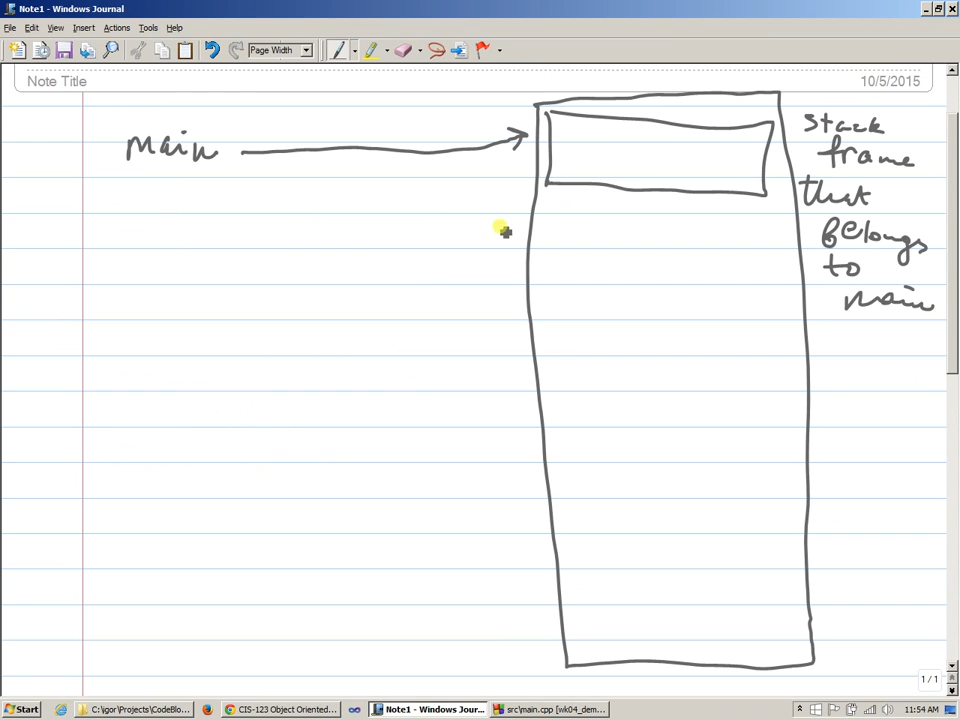 Note1 - Windows Journal
File Edit View Insert Actions Tools Help
Page Width
Note Title
10/5/2015
main
stack
frame
that
belongs
to
main
1 / 1
Start
C:\igor\Projects\CodeBlo...
CIS-123 Object Oriented...
Note1 - Windows Jour...
src\main.cpp [wk04_dem...
11:54 AM